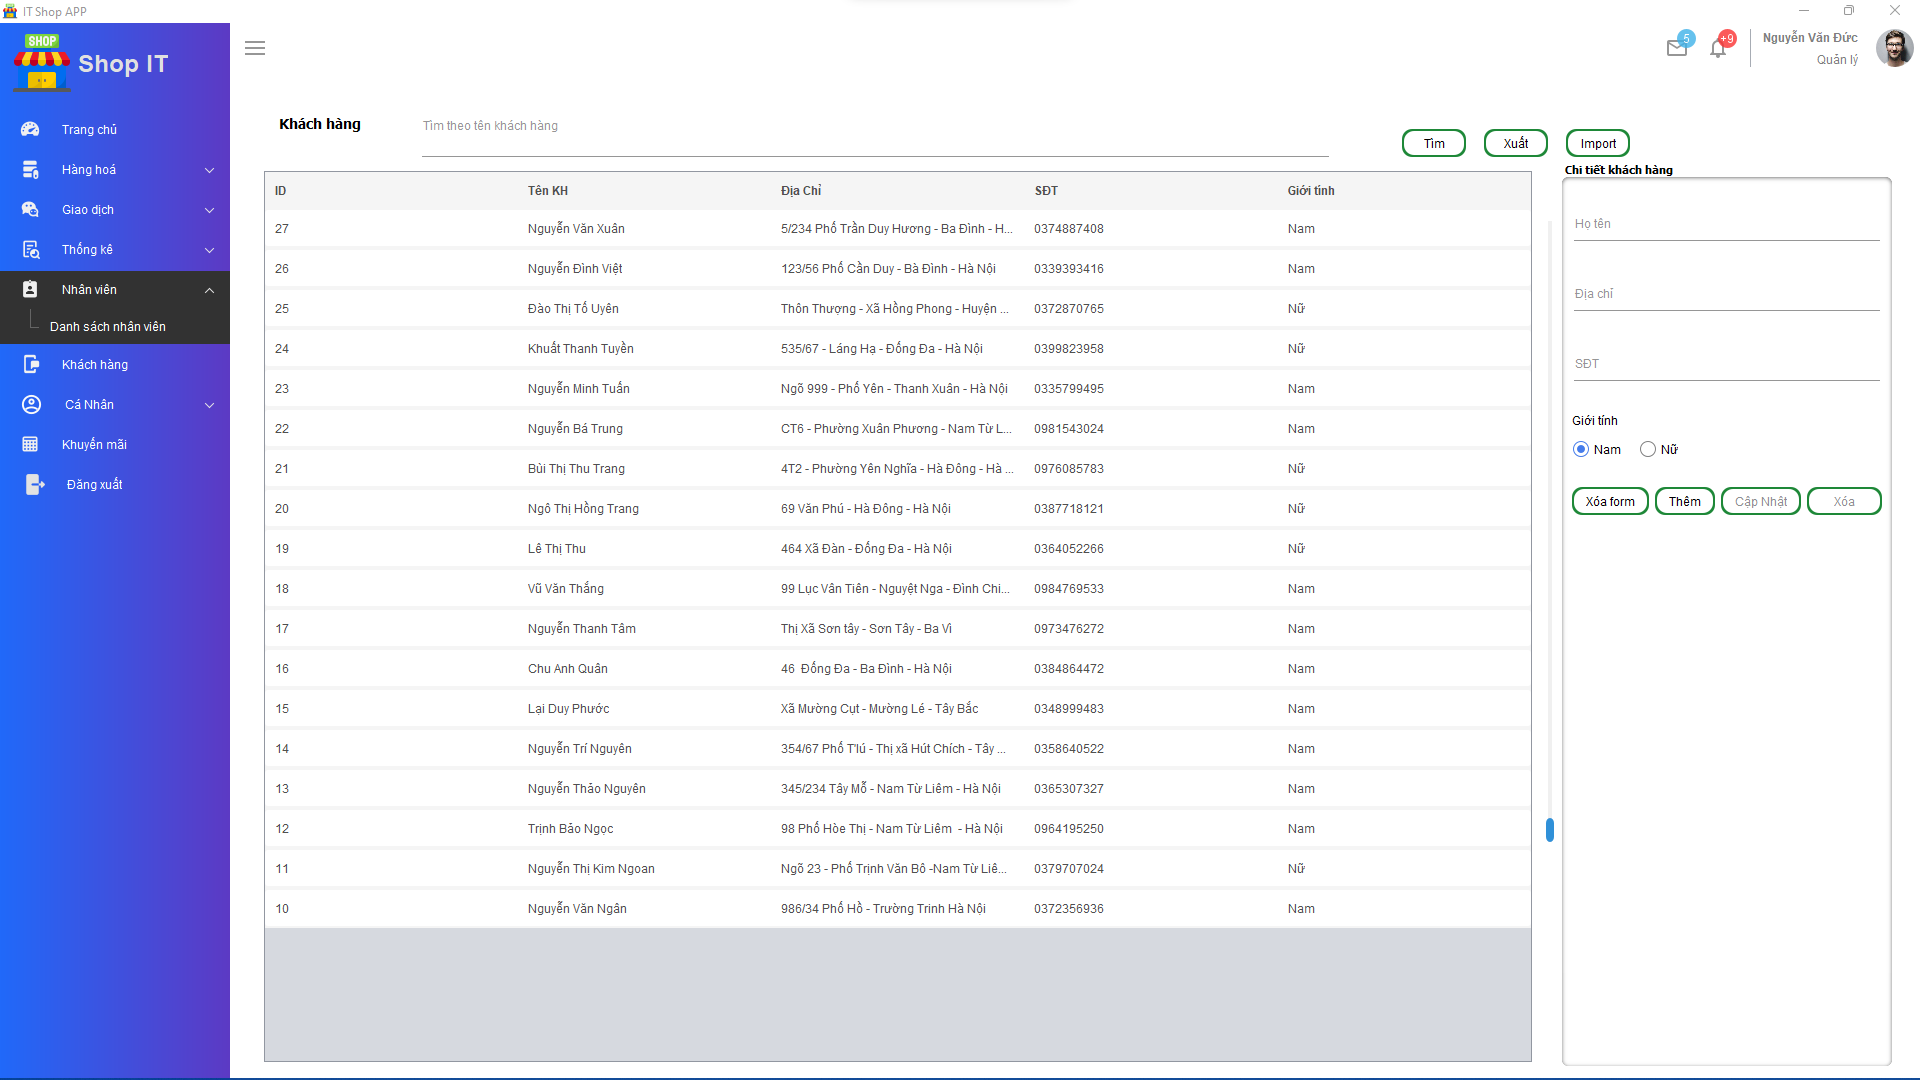 IT Shop APP
SHOP
Shop IT
5
+9
Nguyễn Văn Đức
Quản lý
Trang chủ
Hàng hoá
Giao dịch
Thống kê
Nhân viên
Danh sách nhân viên
Khách hàng
Cá Nhân
Khuyến mãi
Đăng xuất
Khách hàng
Tìm theo tên khách hàng
Tìm
Xuất
Import
ID Tên KH Địa Chỉ SĐT Giới tính
27 Nguyễn Văn Xuân 5/234 Phố Trần Duy Hương - Ba Đình - H... 0374887408 Nam
26 Nguyễn Đình Việt 123/56 Phố Cần Duy - Bà Đình - Hà Nội 0339393416 Nam
25 Đào Thị Tố Uyên Thôn Thượng - Xã Hồng Phong - Huyện ... 0372870765 Nữ
24 Khuất Thanh Tuyền 535/67 - Láng Hạ - Đống Đa - Hà Nội 0399823958 Nữ
23 Nguyễn Minh Tuấn Ngõ 999 - Phố Yên - Thanh Xuân - Hà Nội 0335799495 Nam
22 Nguyễn Bá Trung CT6 - Phường Xuân Phương - Nam Từ L... 0981543024 Nam
21 Bùi Thị Thu Trang 4T2 - Phường Yên Nghĩa - Hà Đông - Hà ... 0976085783 Nữ
20 Ngô Thị Hồng Trang 69 Văn Phú - Hà Đông - Hà Nội 0387718121 Nữ
19 Lê Thị Thu 464 Xã Đàn - Đống Đa - Hà Nội 0364052266 Nữ
18 Vũ Văn Thắng 99 Lục Vân Tiên - Nguyệt Nga - Đình Chi... 0984769533 Nam
17 Nguyễn Thanh Tâm Thị Xã Sơn tây - Sơn Tây - Ba Vì 0973476272 Nam
16 Chu Anh Quân 46  Đống Đa - Ba Đình - Hà Nội 0384864472 Nam
15 Lại Duy Phước Xã Mường Cụt - Mường Lé - Tây Bắc 0348999483 Nam
14 Nguyễn Trí Nguyên 354/67 Phố T'lú - Thị xã Hút Chích - Tây ... 0358640522 Nam
13 Nguyễn Thảo Nguyên 345/234 Tây Mỗ - Nam Từ Liêm - Hà Nội 0365307327 Nam
12 Trịnh Bảo Ngọc 98 Phố Hòe Thị - Nam Từ Liêm  - Hà Nội 0964195250 Nam
11 Nguyễn Thị Kim Ngoan Ngõ 23 - Phố Trịnh Văn Bô -Nam Từ Liê... 0379707024 Nữ
10 Nguyễn Văn Ngân 986/34 Phố Hồ - Trường Trinh Hà Nội 0372356936 Nam
Chi tiết khách hàng
Họ tên
Địa chỉ
SĐT
Giới tính
Nam Nữ
Xóa form Thêm Cập Nhật Xóa